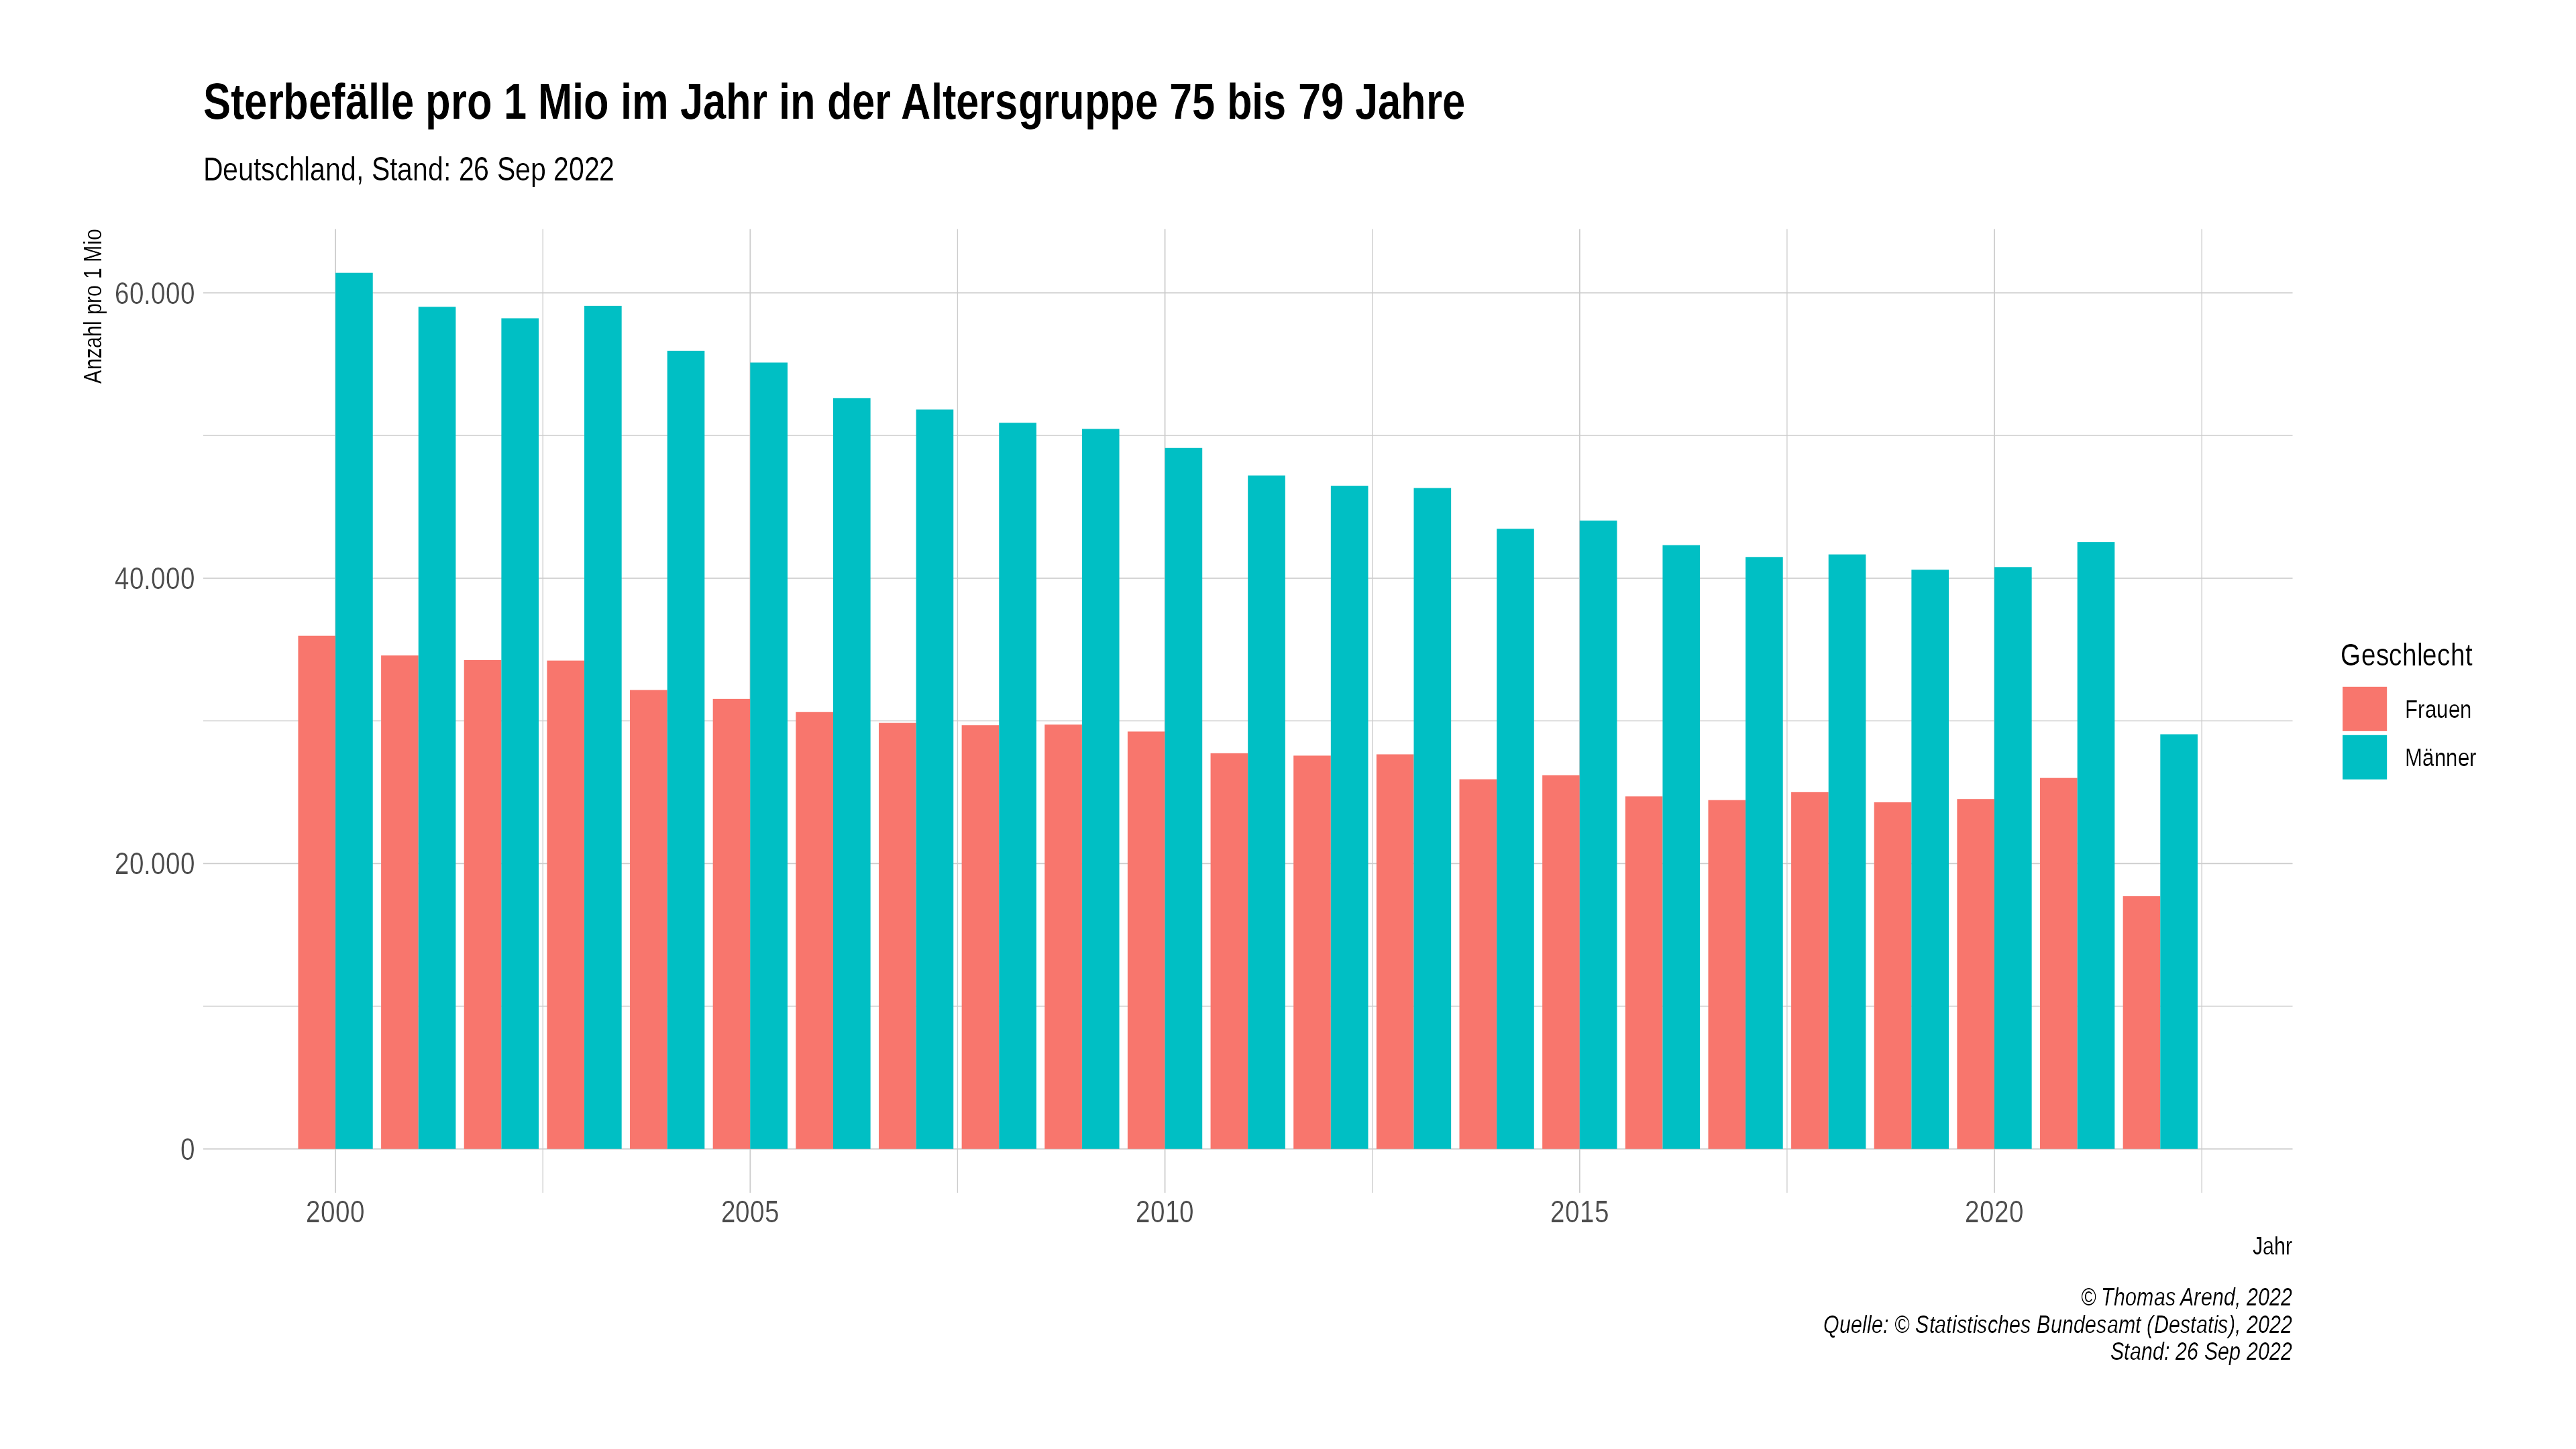 Sterbefälle pro 1 Mio im Jahr in der Altersgruppe 75 bis 79 Jahre
Deutschland, Stand: 26 Sep 2022
Anzahl pro 1 Mio
60.000
40.000
20.000
0
2000
2005
2010
2015
2020
Jahr
Geschlecht
Frauen
Männer
© Thomas Arend, 2022
Quelle: © Statistisches Bundesamt (Destatis), 2022
Stand: 26 Sep 2022